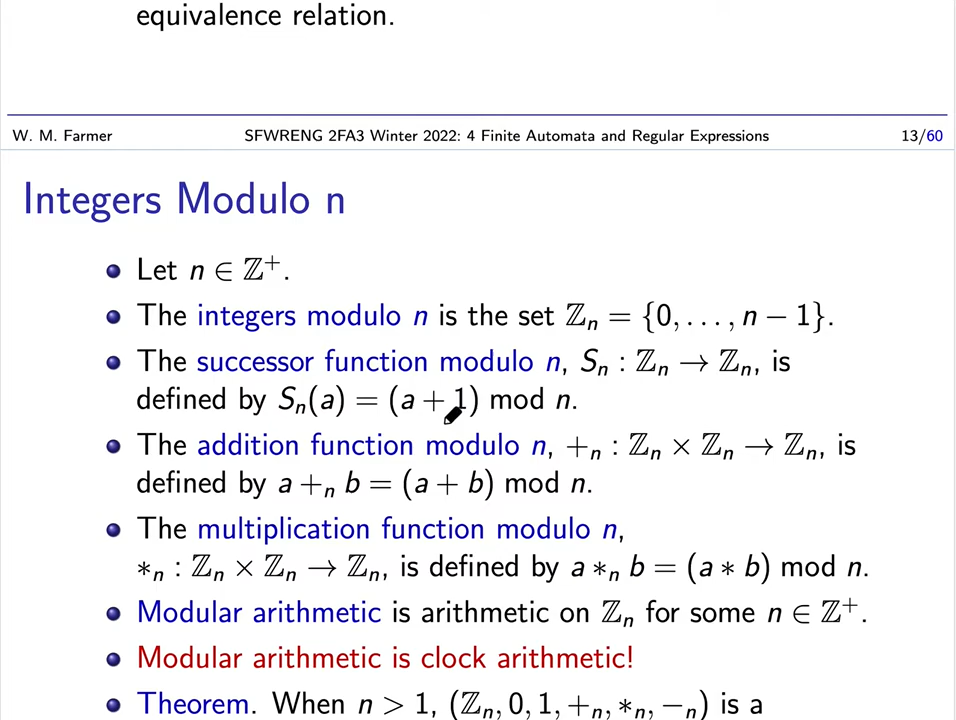 equivalence relation.
W. M. Farmer SFWRENG 2FA3 Winter 2022: 4 Finite Automata and Regular Expressions 13/60
Integers Modulo n
Let n ∈ ℤ⁺.
The integers modulo n is the set ℤₙ = {0, . . . , n − 1}.
The successor function modulo n, Sₙ : ℤₙ → ℤₙ, is
defined by Sₙ(a) = (a + 1) mod n.
The addition function modulo n, +ₙ : ℤₙ × ℤₙ → ℤₙ, is
defined by a +ₙ b = (a + b) mod n.
The multiplication function modulo n,
∗ₙ : ℤₙ × ℤₙ → ℤₙ, is defined by a ∗ₙ b = (a ∗ b) mod n.
Modular arithmetic is arithmetic on ℤₙ for some n ∈ ℤ⁺.
Modular arithmetic is clock arithmetic!
Theorem. When n > 1, (ℤₙ, 0, 1, +ₙ, ∗ₙ, −ₙ) is a